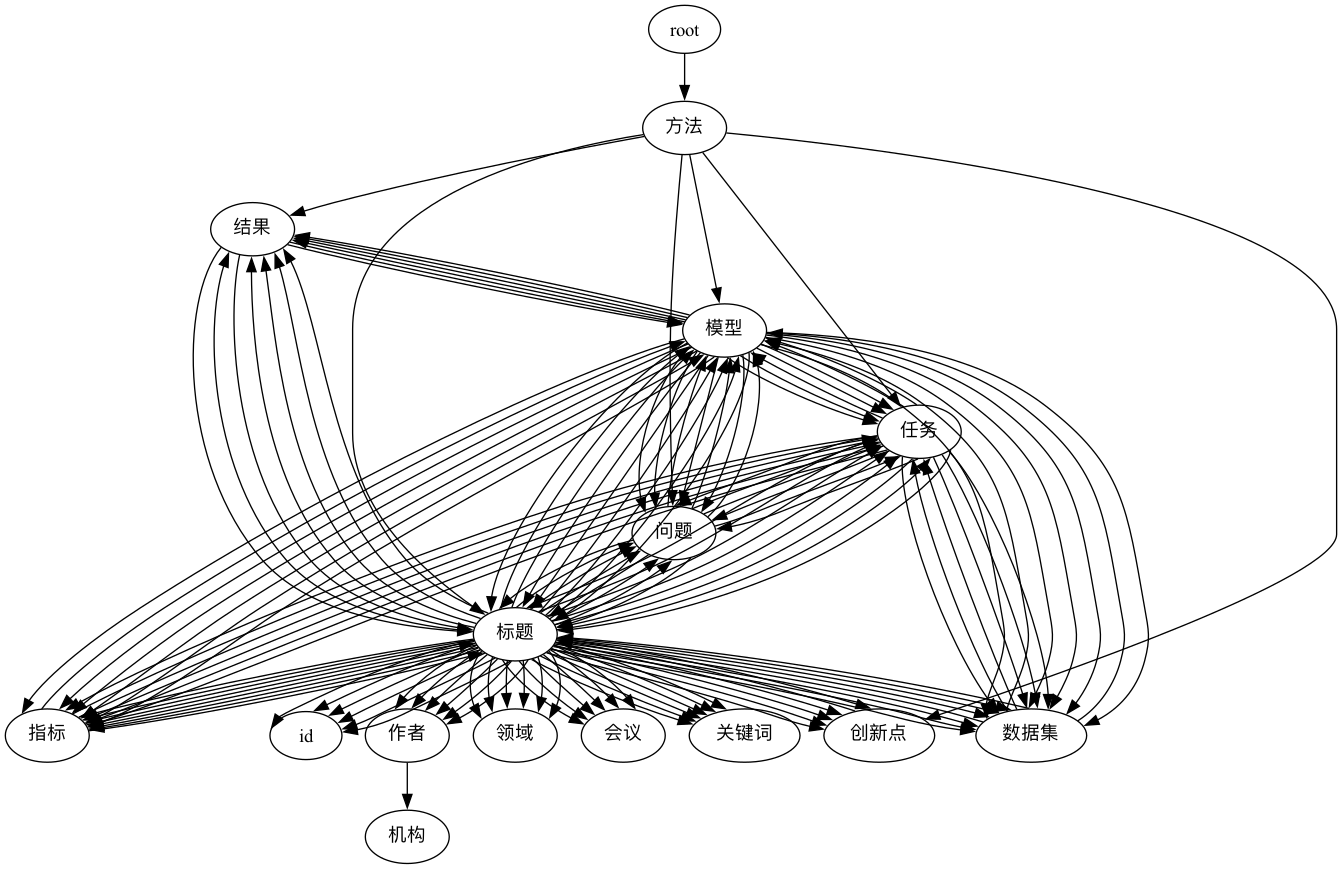 root
方法
结果
模型
任务
问题
标题
指标
id
作者
领域
会议
关键词
创新点
数据集
机构